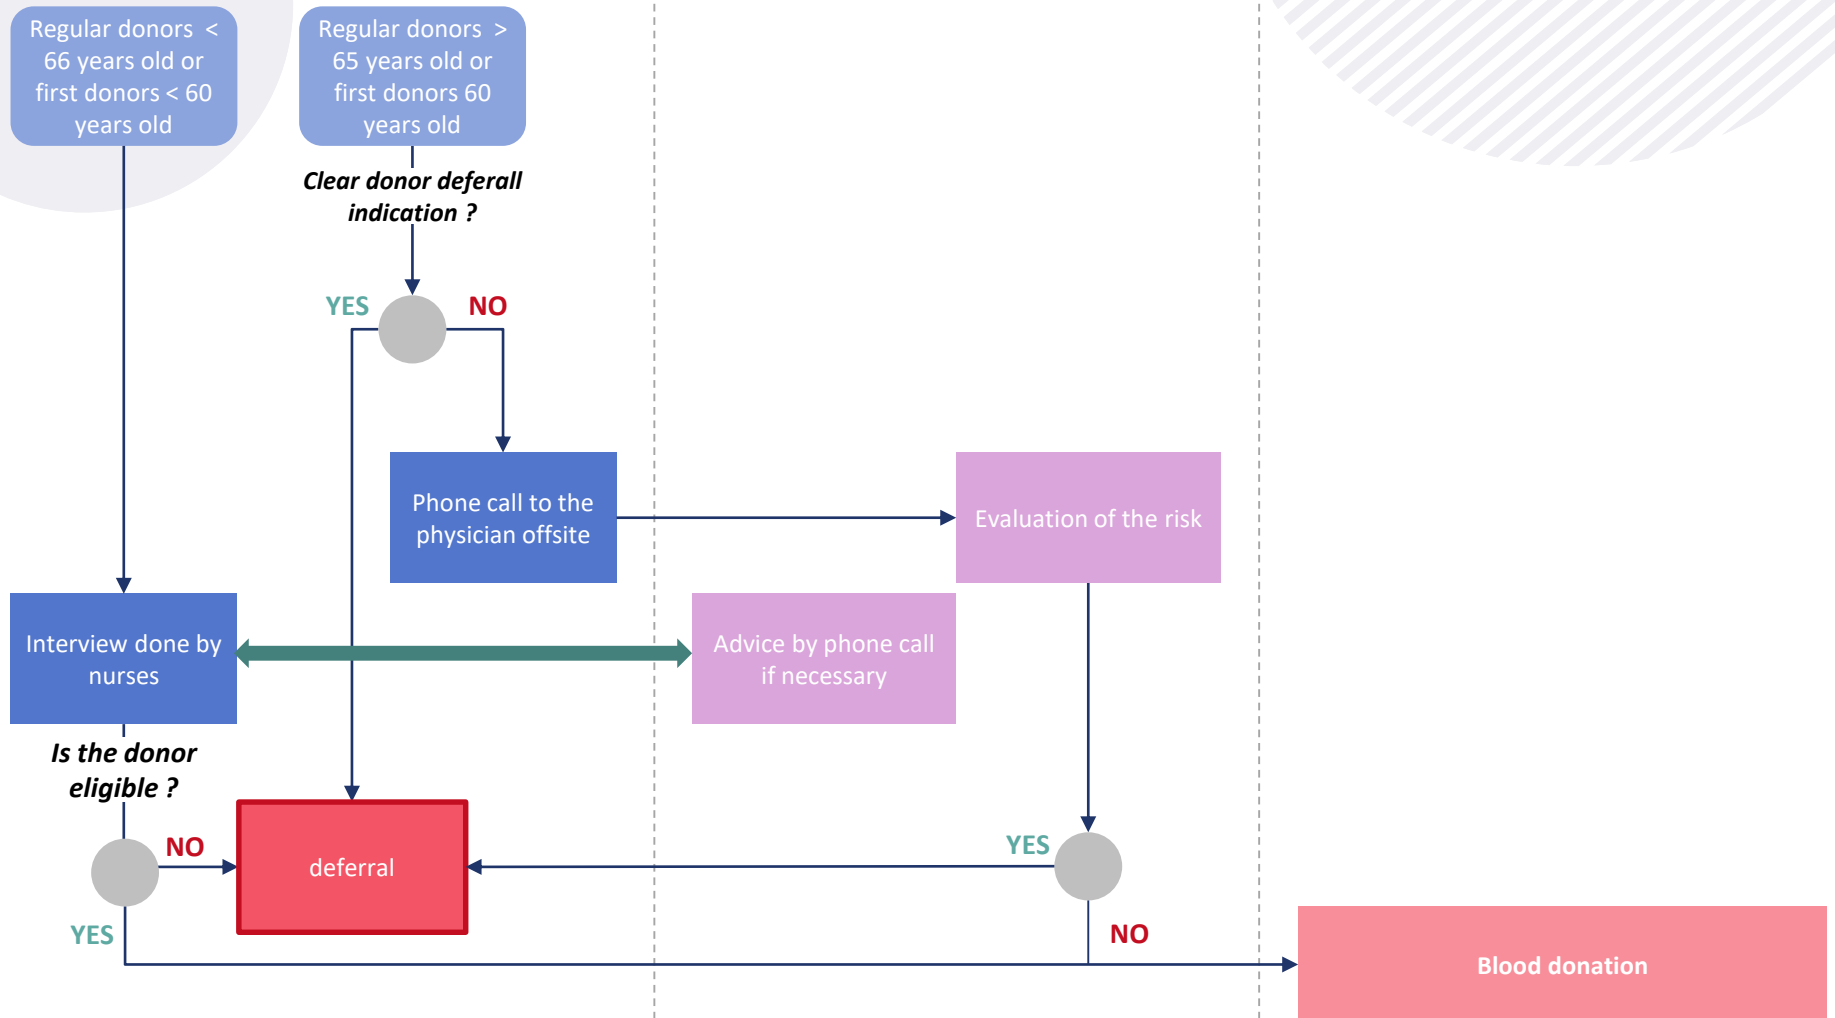 Regular donors <
66 years old or
first donors < 60
years old
Regular donors >
65 years old or
first donors 60
years old
Clear donor deferall
indication ?
YES
NO
Phone call to the
physician offsite
Evaluation of the risk
Interview done by
nurses
Advice by phone call
if necessary
Is the donor
eligible ?
NO
deferral
YES
YES
NO
Blood donation